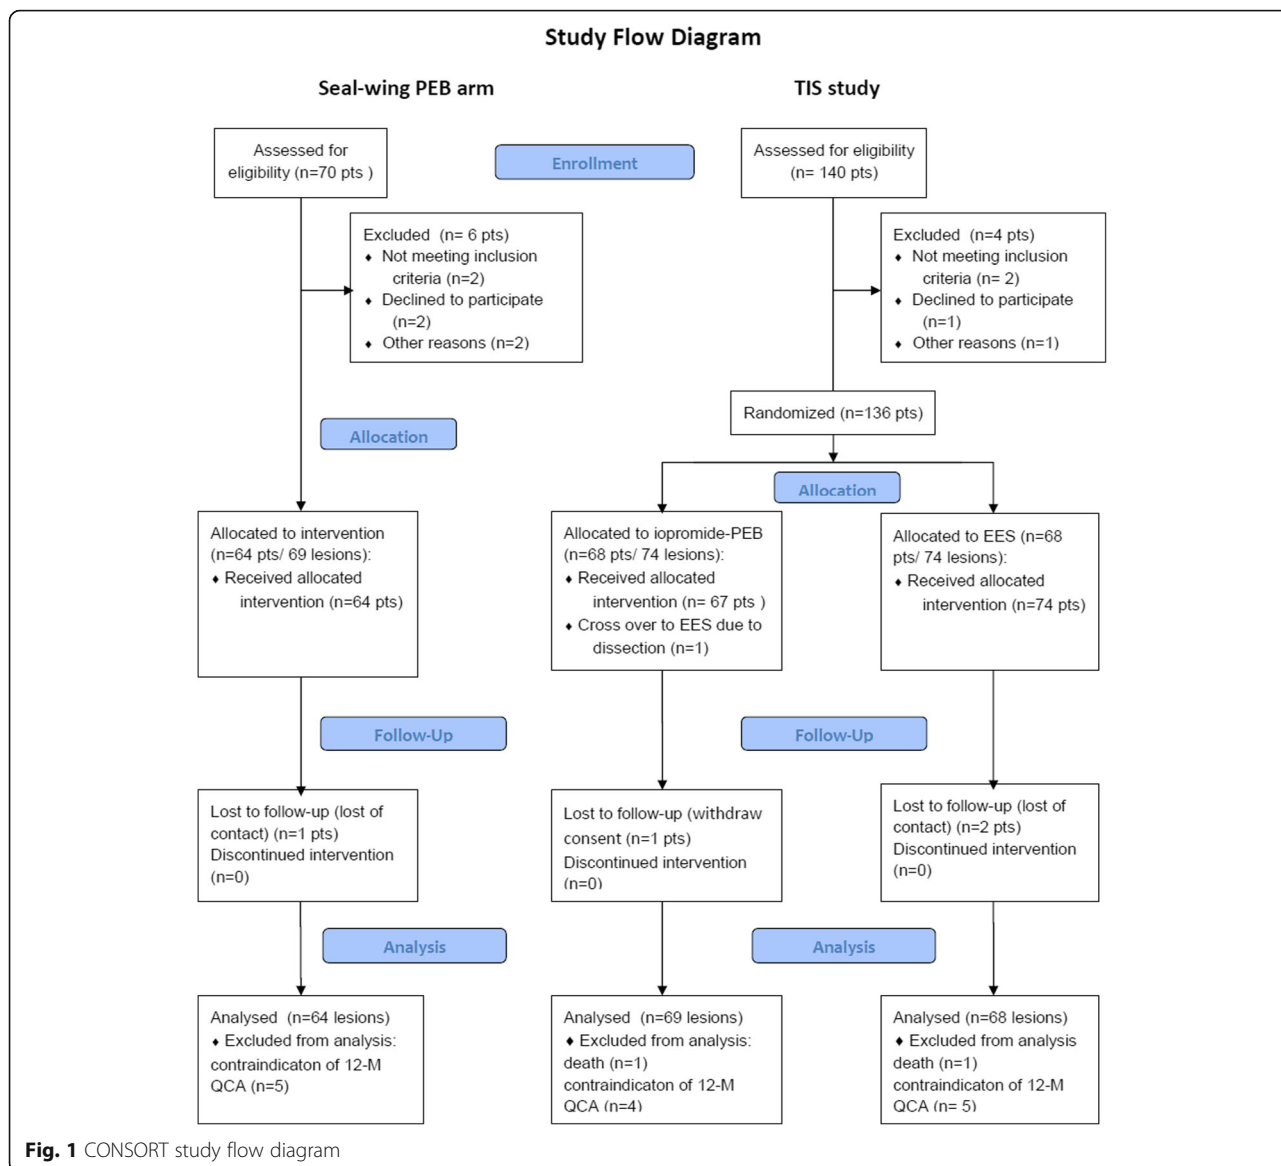 Study Flow Diagram
Seal-wing PEB arm
TIS study
Assessed for
eligibility (n=70 pts )
Enrollment
Assessed for eligibility
(n= 140 pts)
Excluded (n= 6 pts)
♦ Not meeting inclusion
criteria (n=2)
♦ Declined to participate
(n=2)
♦ Other reasons (n=2)
Excluded (n=4 pts)
♦ Not meeting inclusion
criteria (n= 2)
♦ Declined to participate
(n=1)
♦ Other reasons (n=1)
Randomized (n=136 pts)
Allocation
Allocation
Allocated to intervention
(n=64 pts/ 69 lesions):
♦ Received allocated
intervention (n=64 pts)
Allocated to iopromide-PEB
(n=68 pts/ 74 lesions):
♦ Received allocated
intervention (n= 67 pts )
♦ Cross over to EES due to
dissection (n=1)
Allocated to EES (n=68
pts/ 74 lesions):
♦ Received allocated
intervention (n=74 pts)
Follow-Up
Follow-Up
Lost to follow-up (lost of
contact) (n=1 pts)
Discontinued intervention
(n=0)
Lost to follow-up (withdraw
consent (n=1 pts)
Discontinued intervention
(n=0)
Lost to follow-up (lost of
contact) (n=2 pts)
Discontinued intervention
(n=0)
Analysis
Analysis
Analysed (n=64 lesions)
♦ Excluded from analysis:
contraindicaton of 12-M
QCA (n=5)
Analysed (n=69 lesions)
♦ Excluded from analysis:
death (n=1)
contraindicaton of 12-M
QCA (n=4)
Analysed (n=68 lesions)
♦ Excluded from analysis
death (n=1)
contraindicaton of 12-M
QCA (n= 5)
Fig. 1 CONSORT study flow diagram